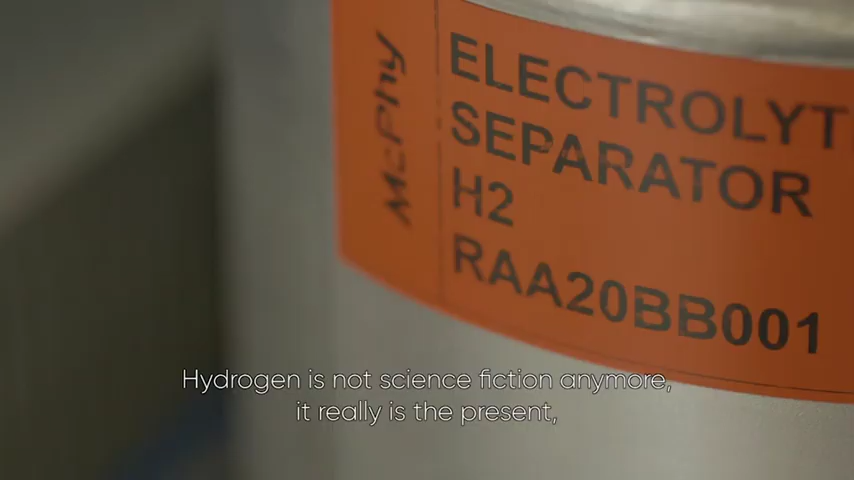 McPhy
ELECTROLYT
SEPARATOR
H2
RAA20BB001
Hydrogen is not science fiction anymore,
it really is the present,